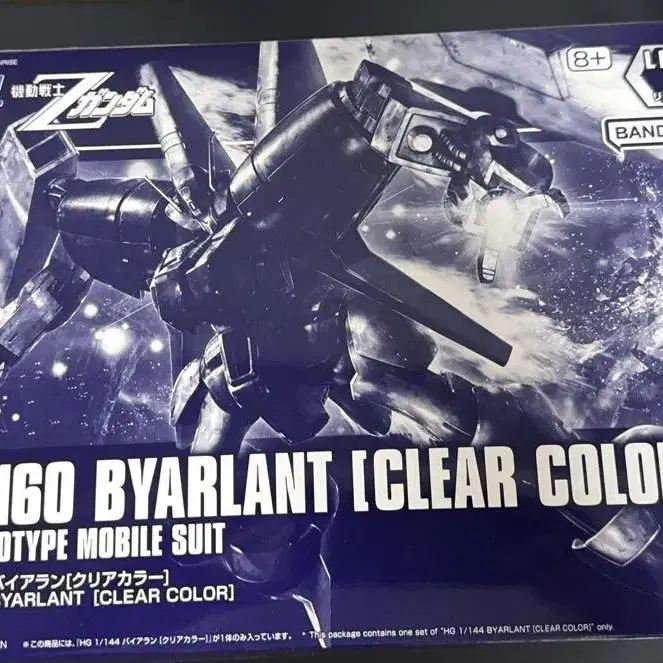 NRISE
機動戦士
Ζガンダム
8+
BAND
160 BYARLANT [CLEAR COLO
OTYPE MOBILE SUIT
バイアラン[クリアカラー]
BYARLANT [CLEAR COLOR]
※この商品には、「HG 1/144 バイアラン [クリアカラー]」が1体のみ入っています。 * This package contains one set of "HG 1/144 BYARLANT [CLEAR COLOR]" only.